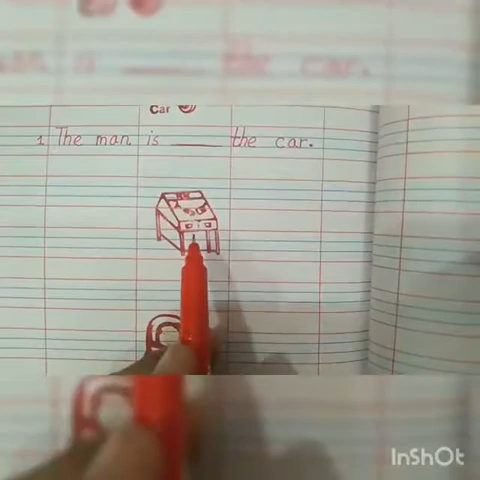 Car
1 The man is ____ the car.
InShOt